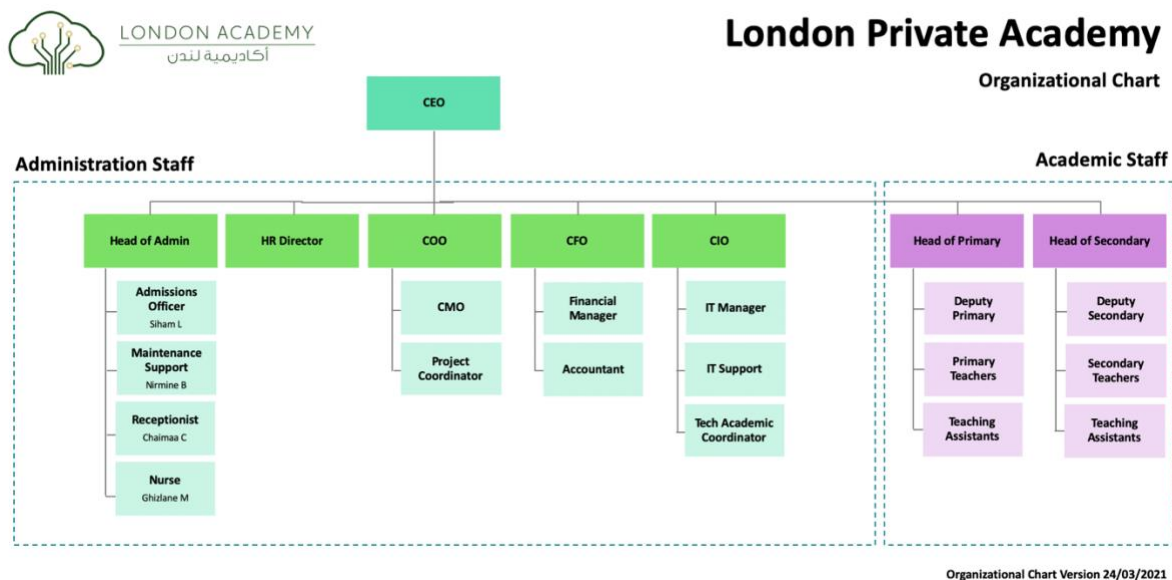 LONDON ACADEMY
أكاديمية لندن
London Private Academy
Organizational Chart
CEO
Administration Staff
Academic Staff
Head of Admin
HR Director
COO
CFO
CIO
Head of Primary
Head of Secondary
Admissions
Officer
Siham L
Maintenance
Support
Nirmine B
Receptionist
Chaimaa C
Nurse
Ghizlane M
CMO
Project
Coordinator
Financial
Manager
Accountant
IT Manager
IT Support
Tech Academic
Coordinator
Deputy
Primary
Primary
Teachers
Teaching
Assistants
Deputy
Secondary
Secondary
Teachers
Teaching
Assistants
Organizational Chart Version 24/03/2021